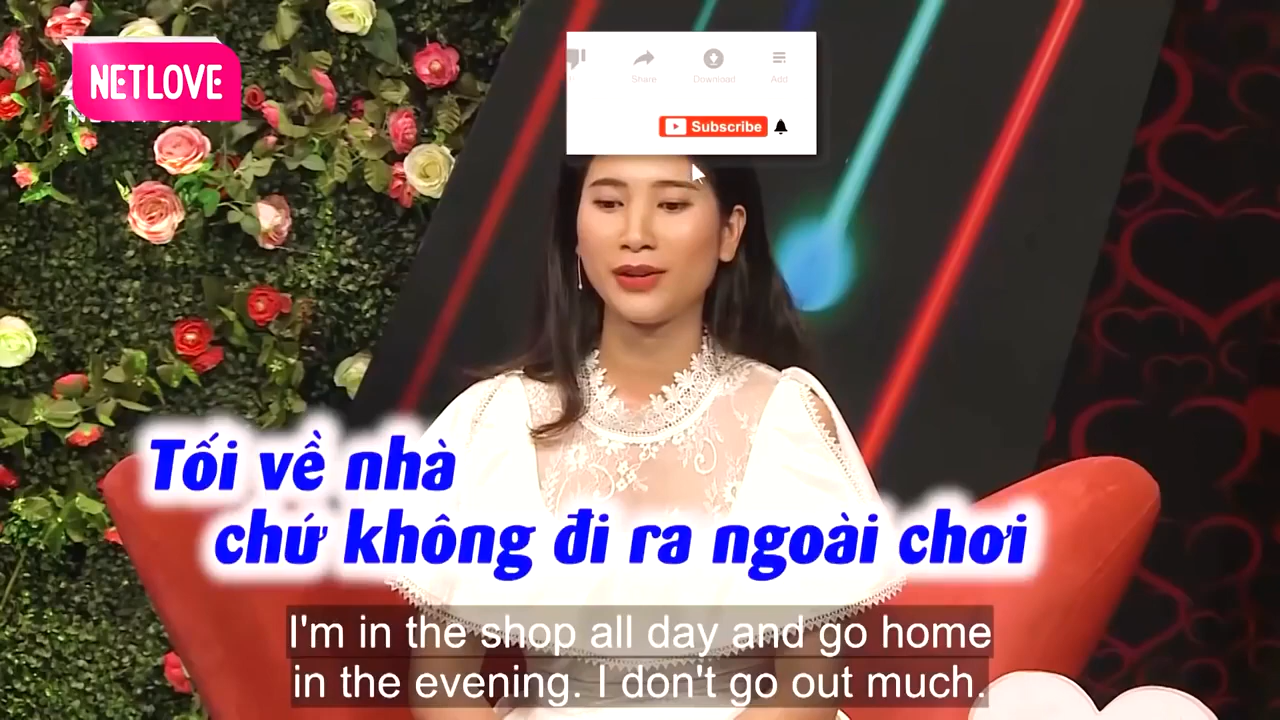 NETLOVE
Share
Download
Add
Subscribe
Tối về nhà
chứ không đi ra ngoài chơi
I'm in the shop all day and go home
in the evening. I don't go out much.